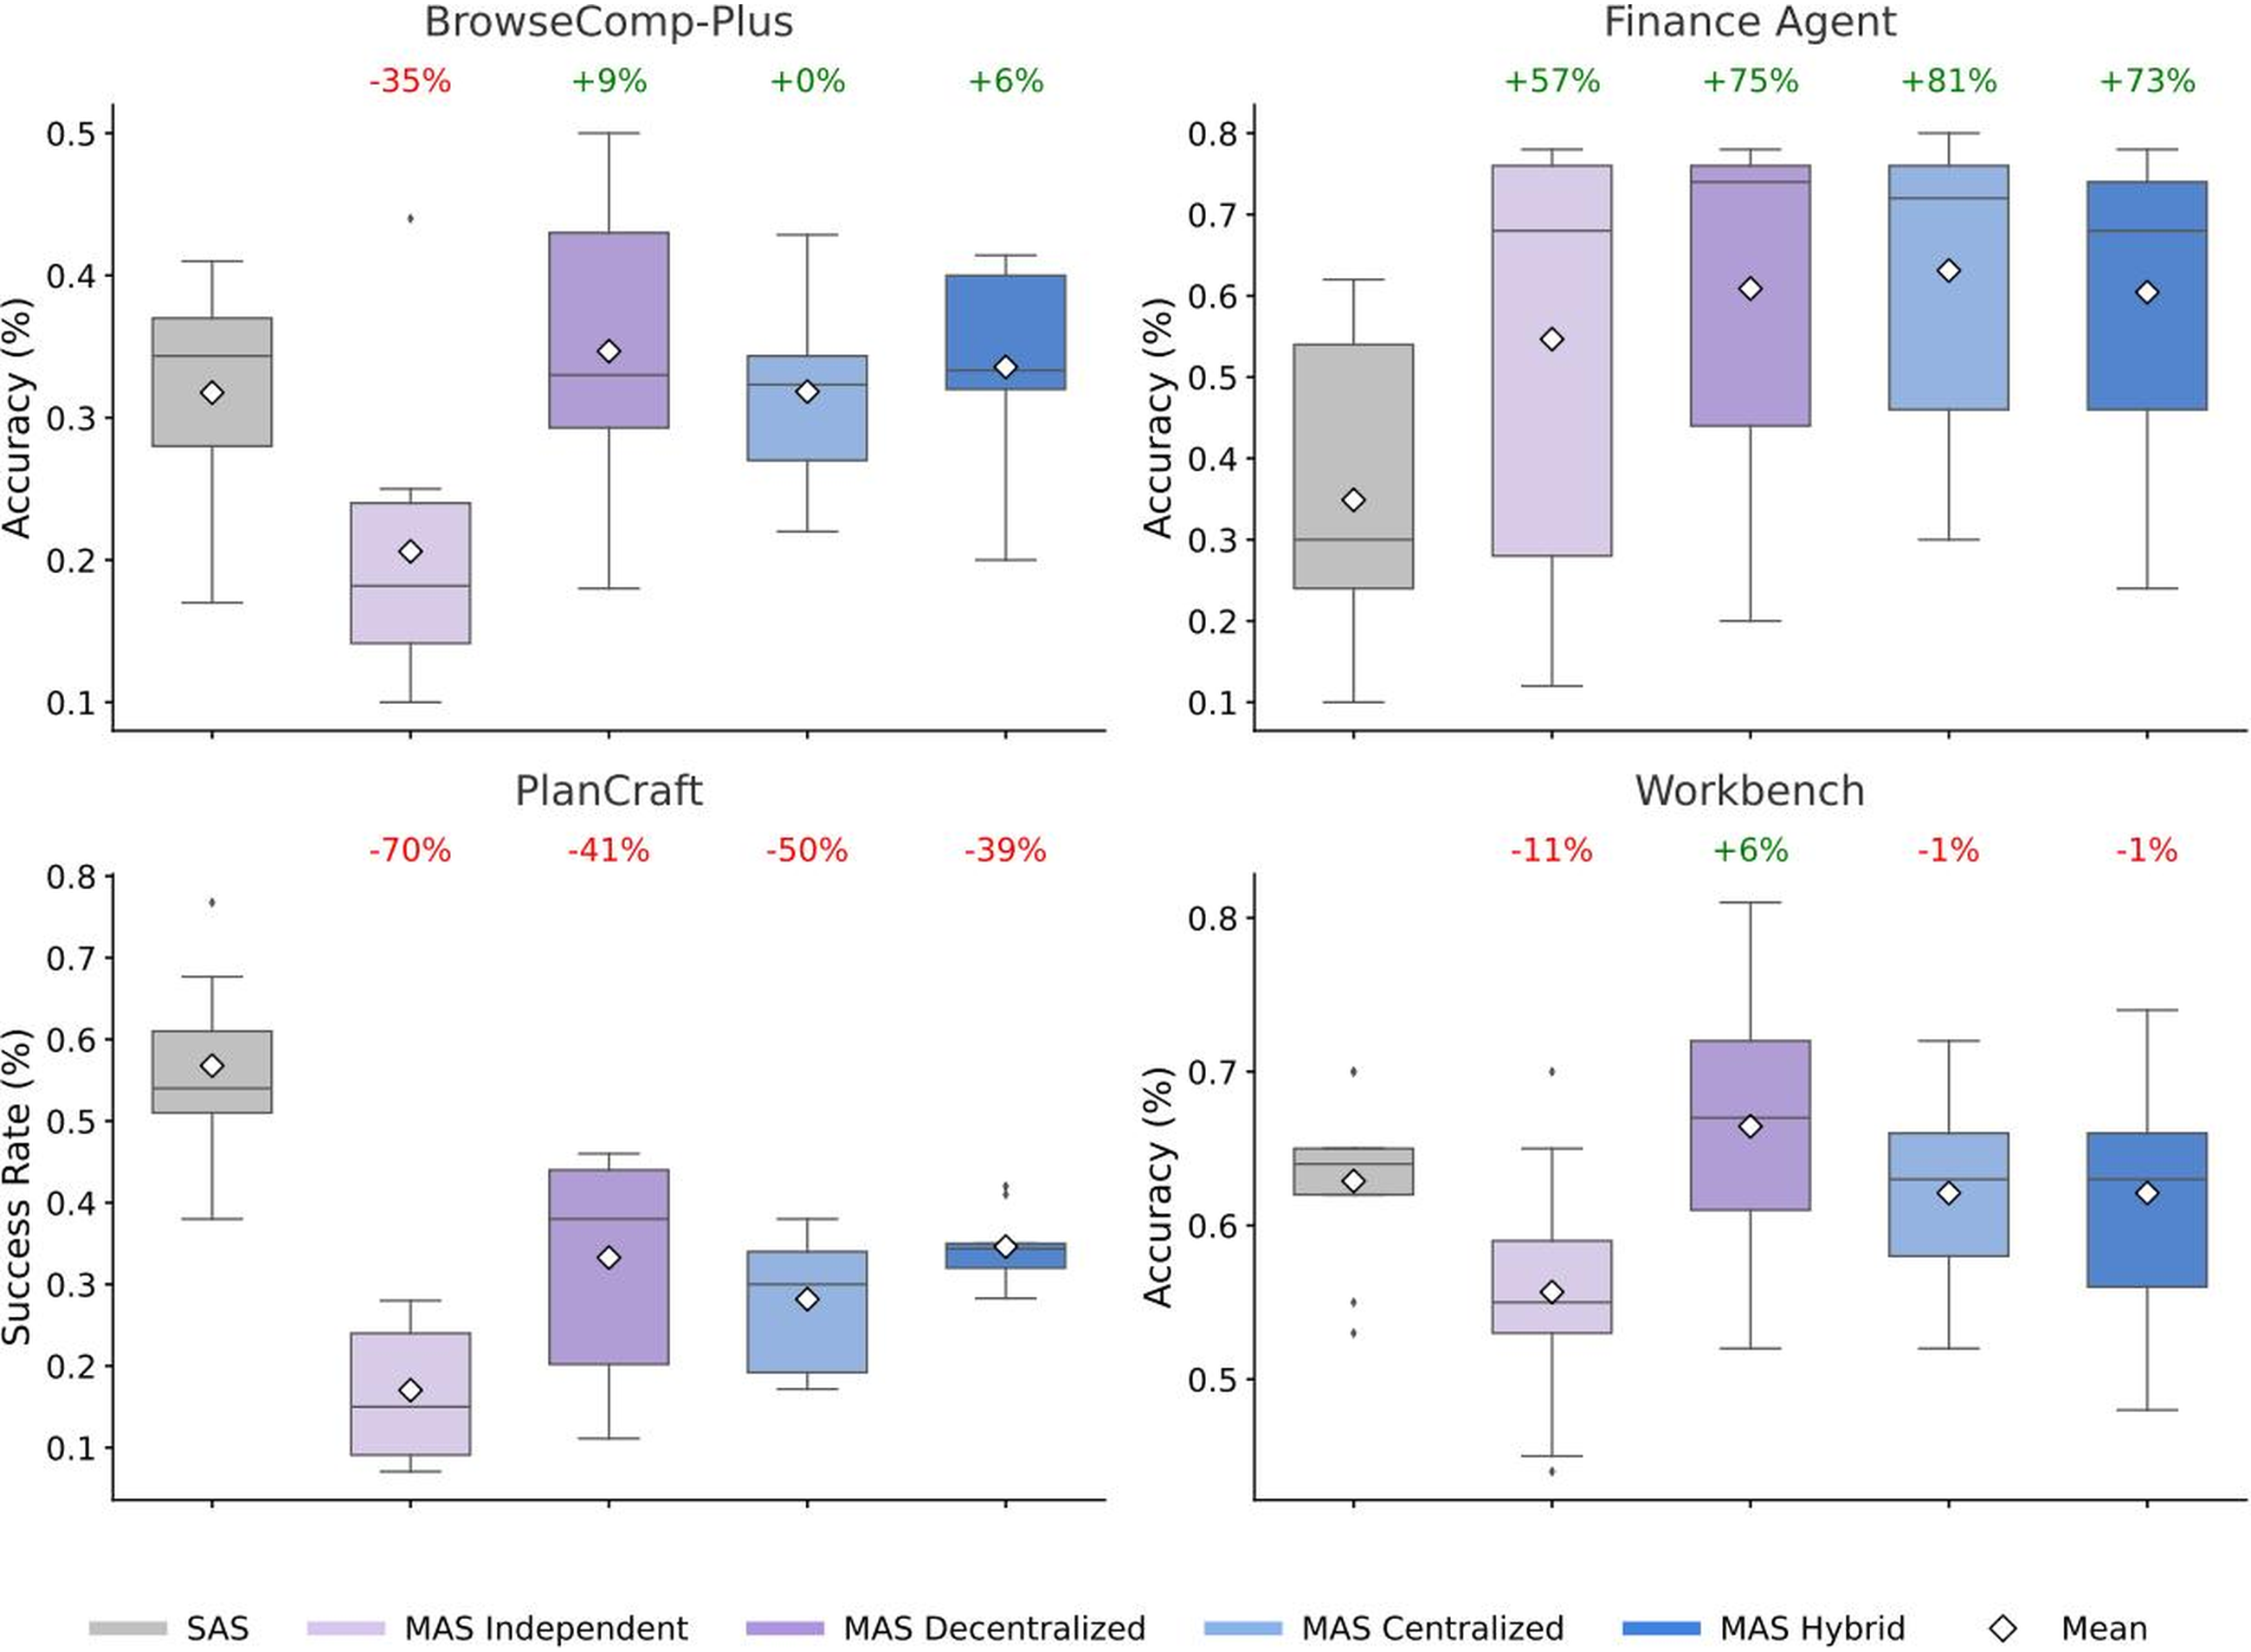 BrowseComp-Plus
-35% +9% +0% +6%
Accuracy (%)
0.5
0.4
0.3
0.2
0.1
Finance Agent
+57% +75% +81% +73%
Accuracy (%)
0.8
0.7
0.6
0.5
0.4
0.3
0.2
0.1
PlanCraft
-70% -41% -50% -39%
Success Rate (%)
0.8
0.7
0.6
0.5
0.4
0.3
0.2
0.1
Workbench
-11% +6% -1% -1%
Accuracy (%)
0.8
0.7
0.6
0.5
SAS MAS Independent MAS Decentralized MAS Centralized MAS Hybrid Mean